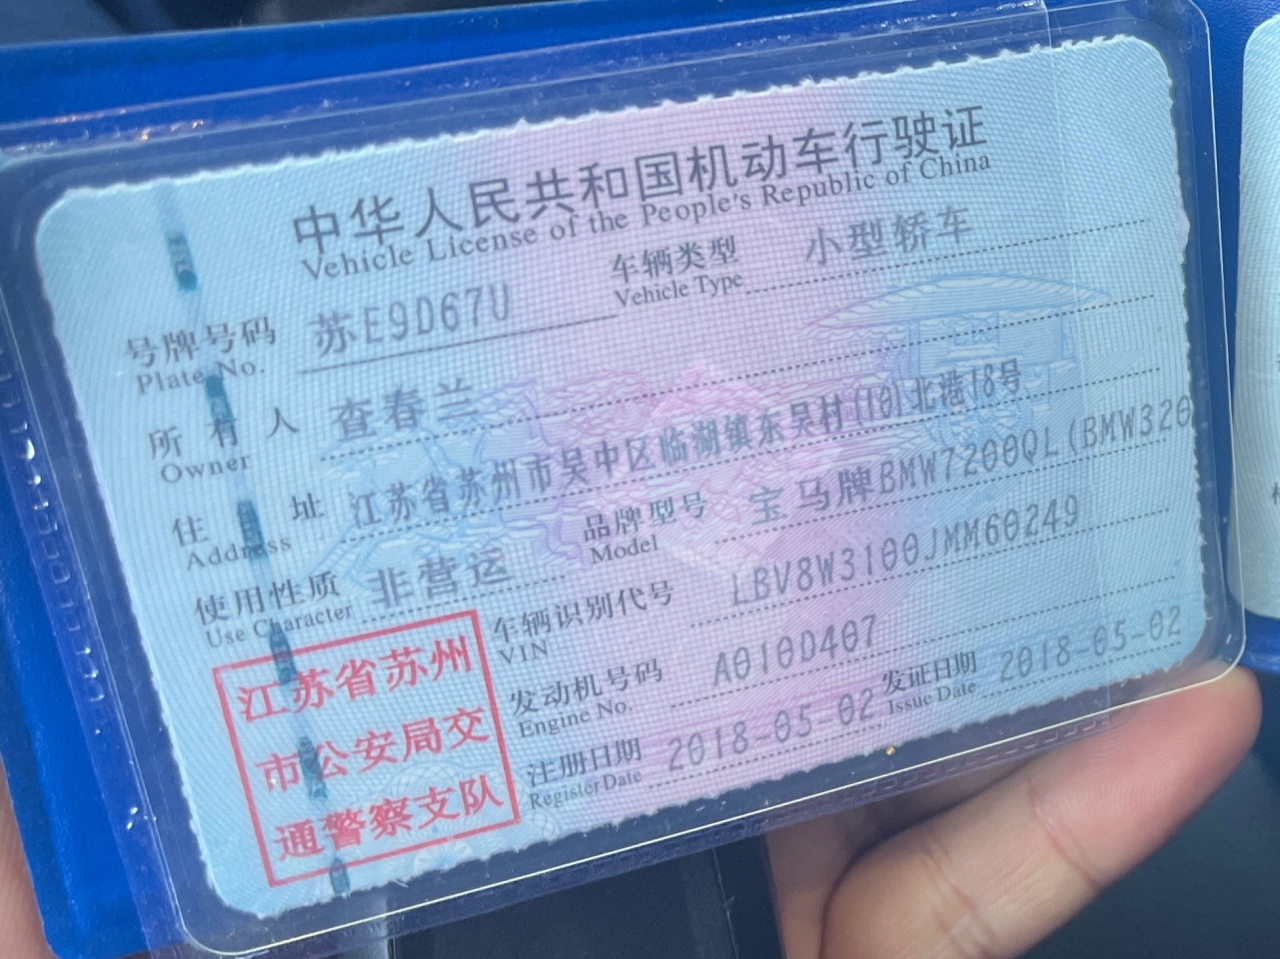 中华人民共和国机动车行驶证
Vehicle License of the People's Republic of China
号牌号码 苏E9D67U 车辆类型 小型轿车
Plate No. Vehicle Type
所有人 查春兰
Owner
住址 江苏省苏州市吴中区临湖镇东吴村(10)北港18号
Address
使用性质 非营运 品牌型号 宝马牌BMW7200QL(BMW320
Use Character Model
江苏省苏州
市公安局交
通警察支队
车辆识别代号 LBV8W3100JMM60249
VIN
发动机号码 A010D407
Engine No.
注册日期 2018-05-02 发证日期 2018-05-02
Register Date Issue Date